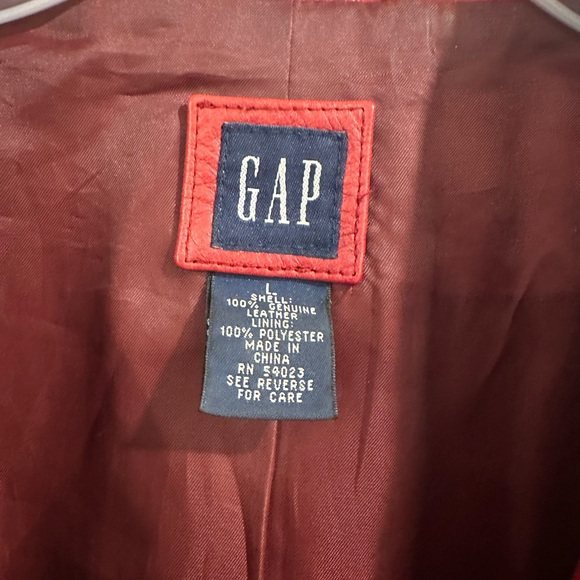 GAP
L
SHELL:
100% GENUINE
LEATHER
LINING:
100% POLYESTER
MADE IN
CHINA
RN 54023
SEE REVERSE
FOR CARE